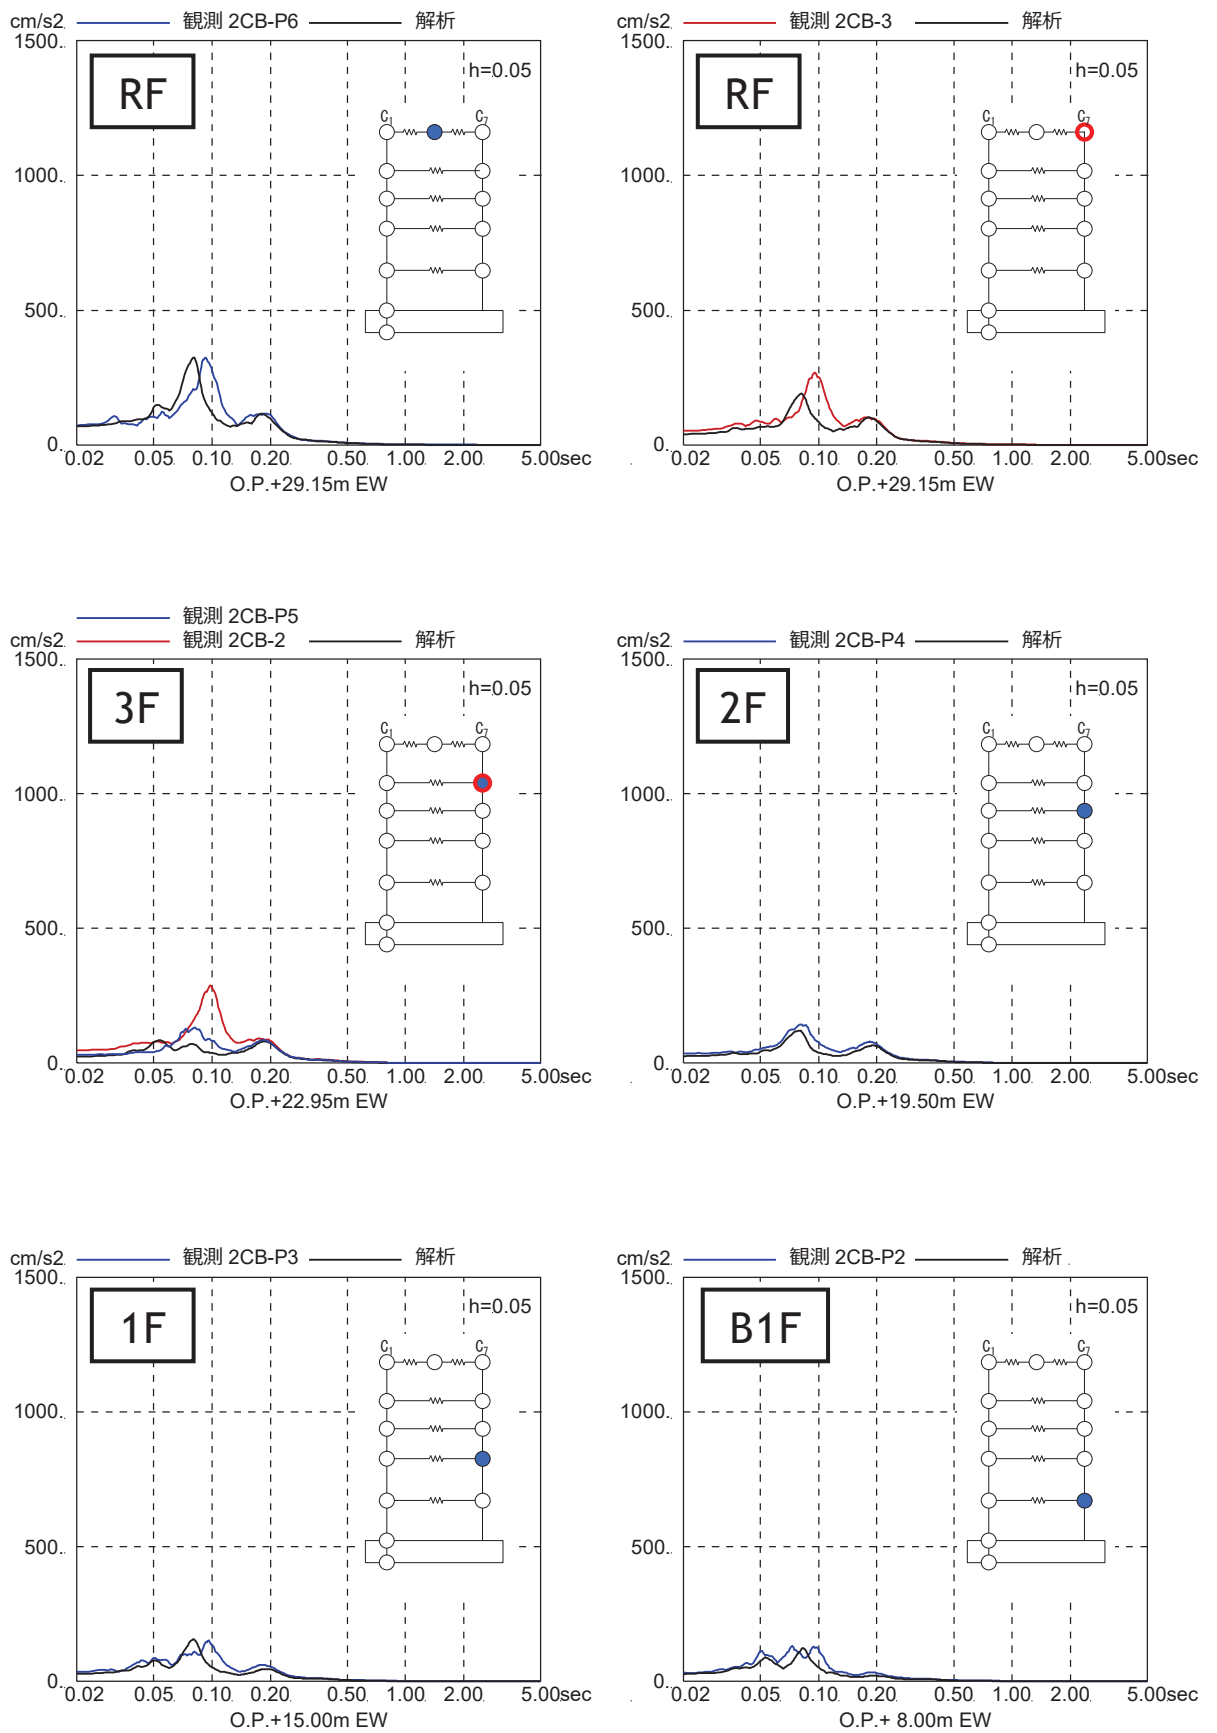 cm/s2 観測 2CB-P6 解析
1500.
RF
h=0.05
C1 C7
1000.
500.
0.
0.02 0.05 0.10 0.20 0.50 1.00 2.00 5.00sec
O.P.+29.15m EW
cm/s2 観測 2CB-3 解析
1500.
RF
h=0.05
C1 C7
1000.
500.
0.
0.02 0.05 0.10 0.20 0.50 1.00 2.00 5.00sec
O.P.+29.15m EW
観測 2CB-P5
cm/s2 観測 2CB-2 解析
1500.
3F
h=0.05
C1 C7
1000.
500.
0.
0.02 0.05 0.10 0.20 0.50 1.00 2.00 5.00sec
O.P.+22.95m EW
cm/s2 観測 2CB-P4 解析
1500.
2F
h=0.05
C1 C7
1000.
500.
0.
0.02 0.05 0.10 0.20 0.50 1.00 2.00 5.00sec
O.P.+19.50m EW
cm/s2 観測 2CB-P3 解析
1500.
1F
h=0.05
C1 C7
1000.
500.
0.
0.02 0.05 0.10 0.20 0.50 1.00 2.00 5.00sec
O.P.+15.00m EW
cm/s2 観測 2CB-P2 解析
1500.
B1F
h=0.05
C1 C7
1000.
500.
0.
0.02 0.05 0.10 0.20 0.50 1.00 2.00 5.00sec
O.P.+ 8.00m EW